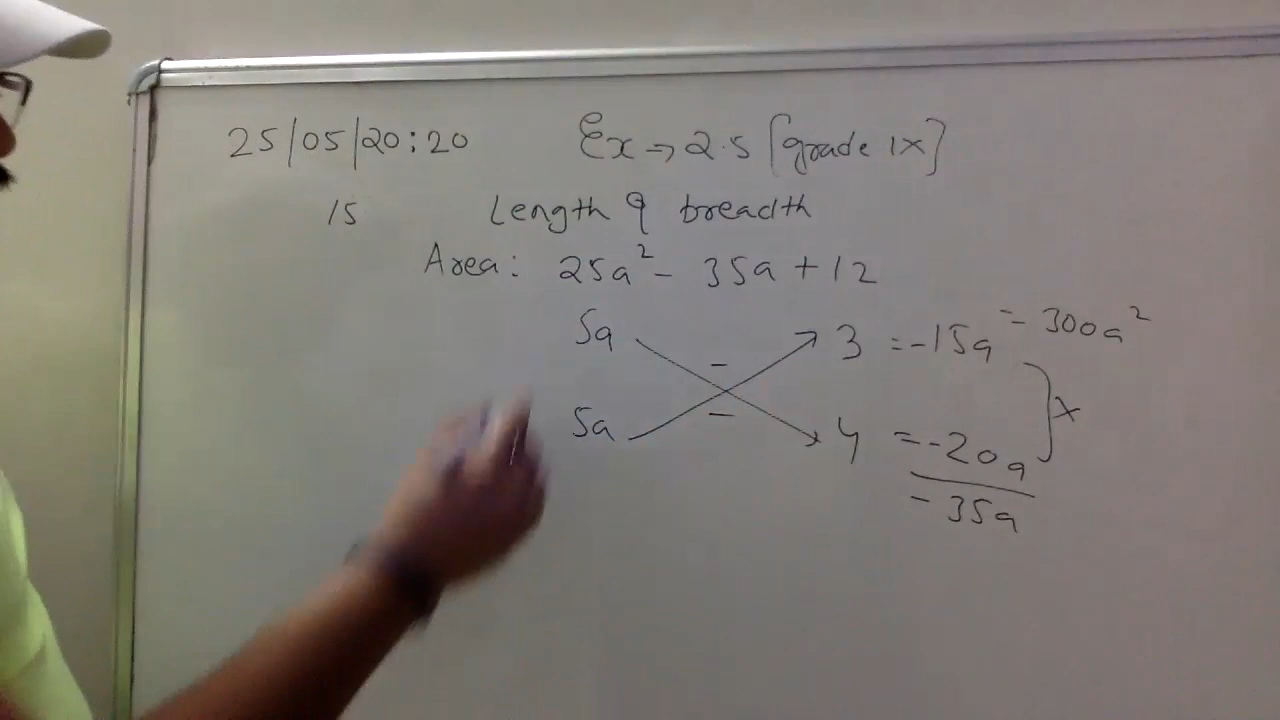 25/05/20:20 Ex → 2.5 [grade IX]
15 Length & breadth
Area: 25a² - 35a + 12
5a 3 = -15a = 300a²
- 
5a - 4 = -20a x
-35a